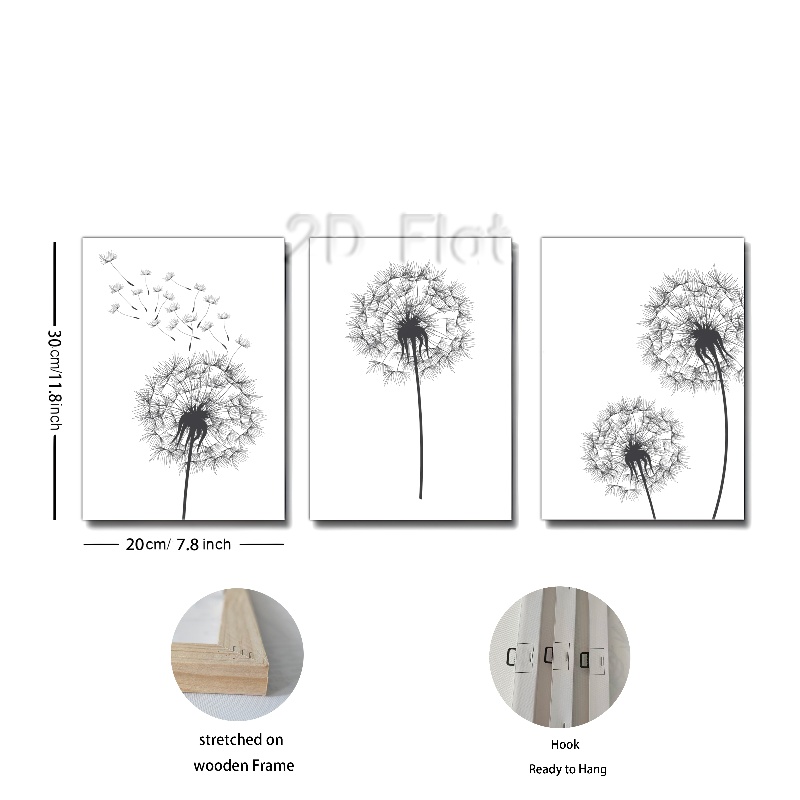 2D Flat
30cm/11.8inch
20cm/ 7.8 inch
stretched on
wooden Frame
Hook
Ready to Hang